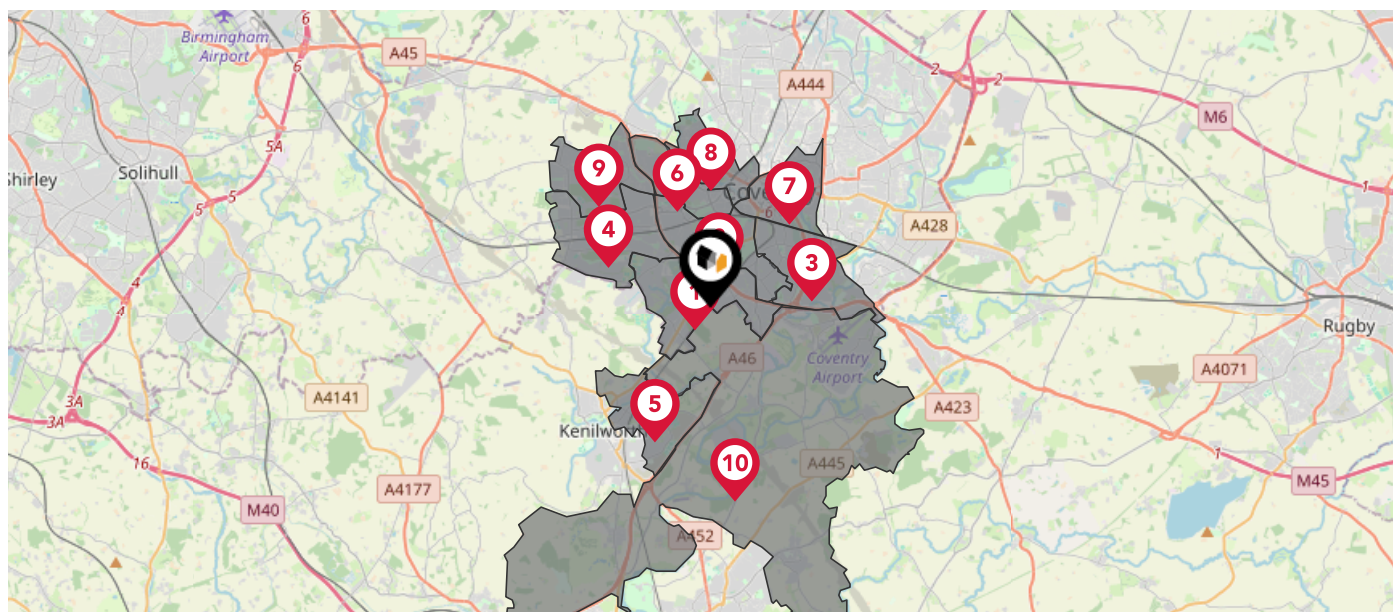 6
Birmingham
Airport
A45
6
2
2
A444
M6
5A
Solihull
Shirley
8
9
6
7
6
1
5
5
4
A428
3
4
4
1
Rugby
A46
Coventry
Airport
A4071
3A
3A
A4141
5
A423
Kenilworth
1
16
10
A445
A4177
M45
M40
A452